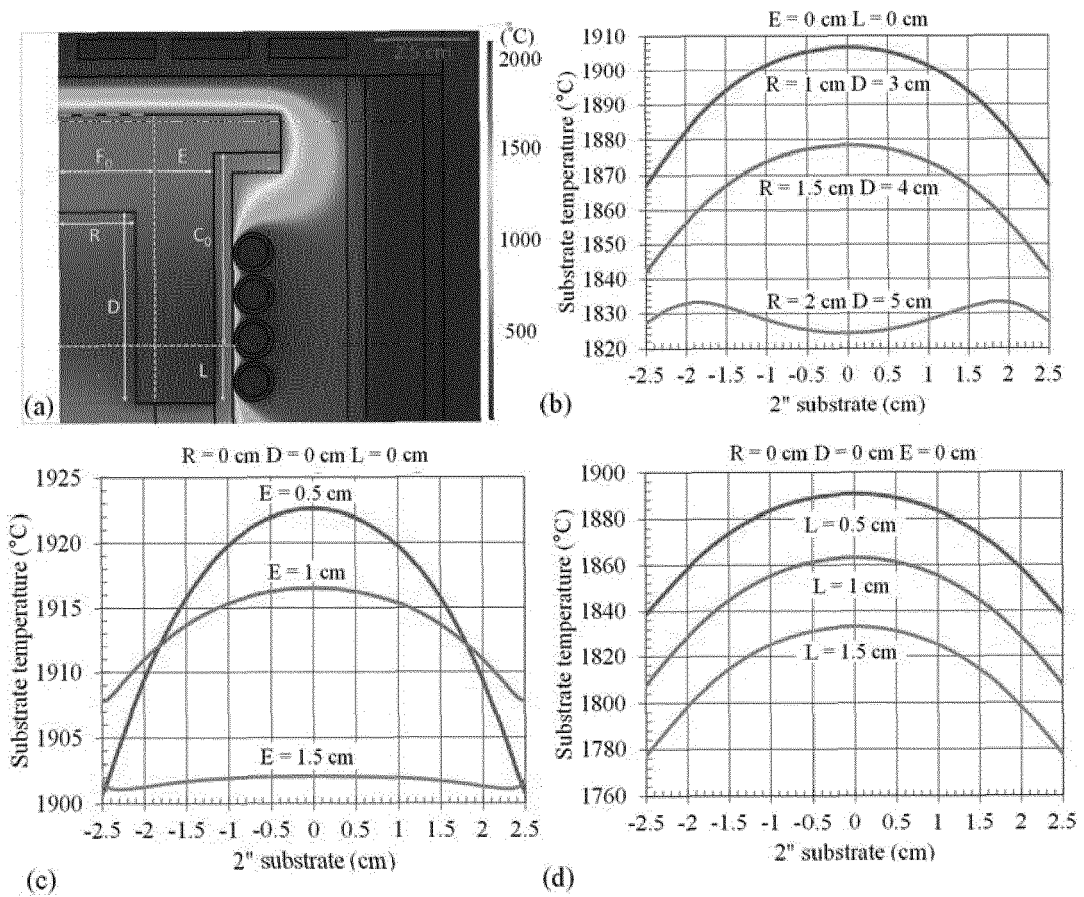 (°C)
2000
1500
1000
500
F₀
E
R
C₀
D
L
(a)
E = 0 cm L = 0 cm
1910
1900
1890
1880
1870
1860
1850
1840
1830
1820
Substrate temperature (°C)
R = 1 cm D = 3 cm
R = 1.5 cm D = 4 cm
R = 2 cm D = 5 cm
-2.5 -2 -1.5 -1 -0.5 0 0.5 1 1.5 2 2.5
2" substrate (cm)
(b)
R = 0 cm D = 0 cm L = 0 cm
1925
1920
1915
1910
1905
1900
Substrate temperature (°C)
E = 0.5 cm
E = 1 cm
E = 1.5 cm
-2.5 -2 -1.5 -1 -0.5 0 0.5 1 1.5 2 2.5
2" substrate (cm)
(c)
R = 0 cm D = 0 cm E = 0 cm
1900
1880
1860
1840
1820
1800
1780
1760
Substrate temperature (°C)
L = 0.5 cm
L = 1 cm
L = 1.5 cm
-2.5 -2 -1.5 -1 -0.5 0 0.5 1 1.5 2 2.5
2" substrate (cm)
(d)